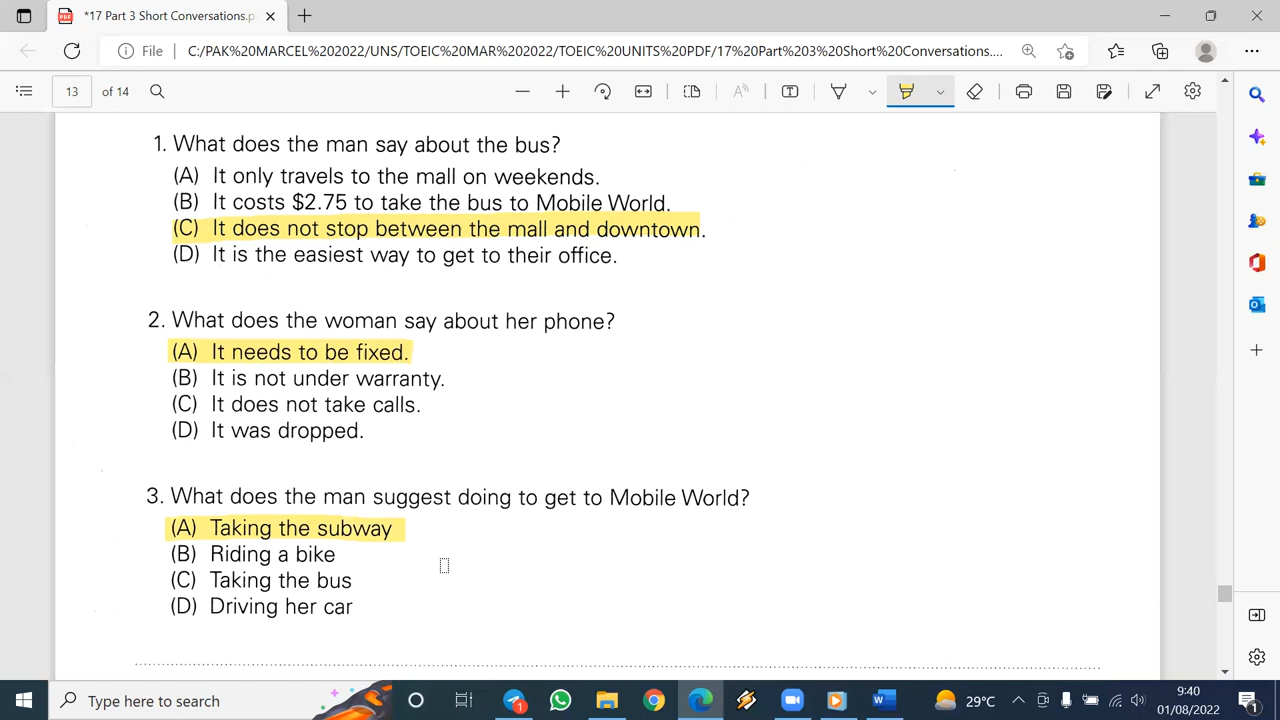 *17 Part 3 Short Conversations.p
File
C:/PAK%20MARCEL%202022/UNS/TOEIC%20MAR%202022/TOEIC%20UNITS%20PDF/17%20Part%203%20Short%20Conversations....
13 of 14
1. What does the man say about the bus?
(A) It only travels to the mall on weekends.
(B) It costs $2.75 to take the bus to Mobile World.
(C) It does not stop between the mall and downtown.
(D) It is the easiest way to get to their office.
2. What does the woman say about her phone?
(A) It needs to be fixed.
(B) It is not under warranty.
(C) It does not take calls.
(D) It was dropped.
3. What does the man suggest doing to get to Mobile World?
(A) Taking the subway
(B) Riding a bike
(C) Taking the bus
(D) Driving her car
Type here to search
29°C
9:40
01/08/2022